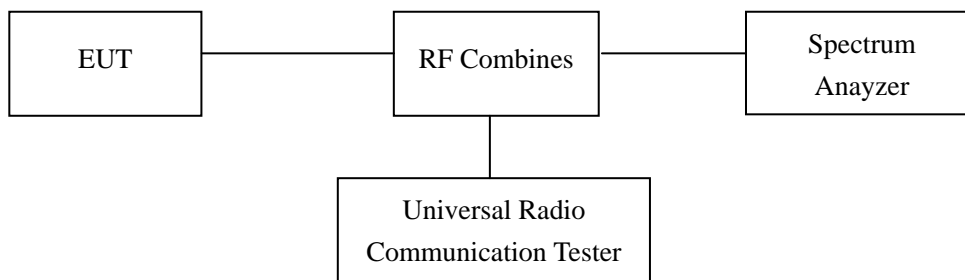 EUT
RF Combines
Spectrum
Anayzer
Universal Radio
Communication Tester